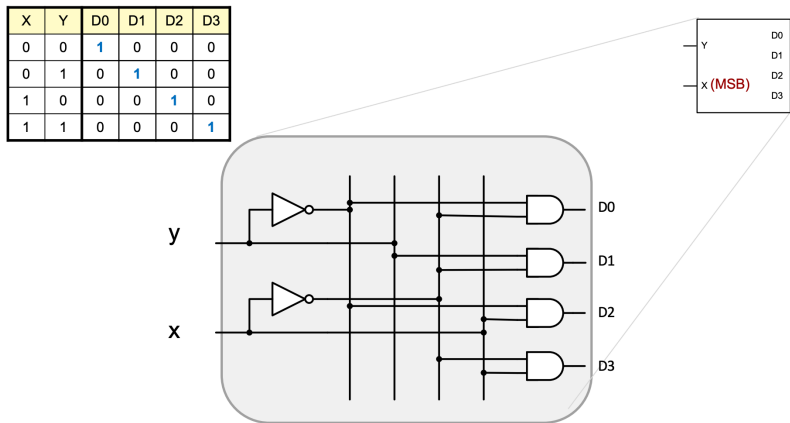 X Y D0 D1 D2 D3
0 0 1 0 0 0
0 1 0 1 0 0
1 0 0 0 1 0
1 1 0 0 0 1
D0
Y
D1
D2
X (MSB)
D3
y
D0
D1
x
D2
D3